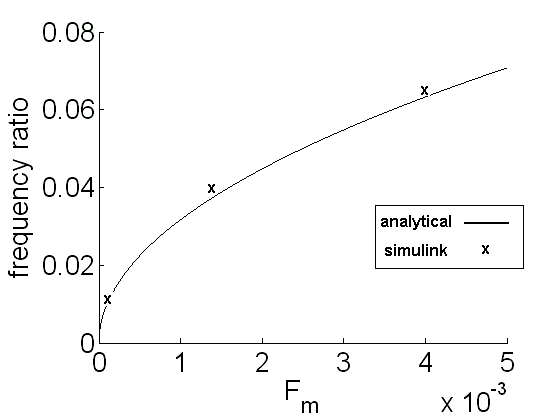 0.08
0.06
0.04
0.02
0
frequency ratio
analytical
simulink x
0 1 2 3 4 5
F_m
x 10^-3